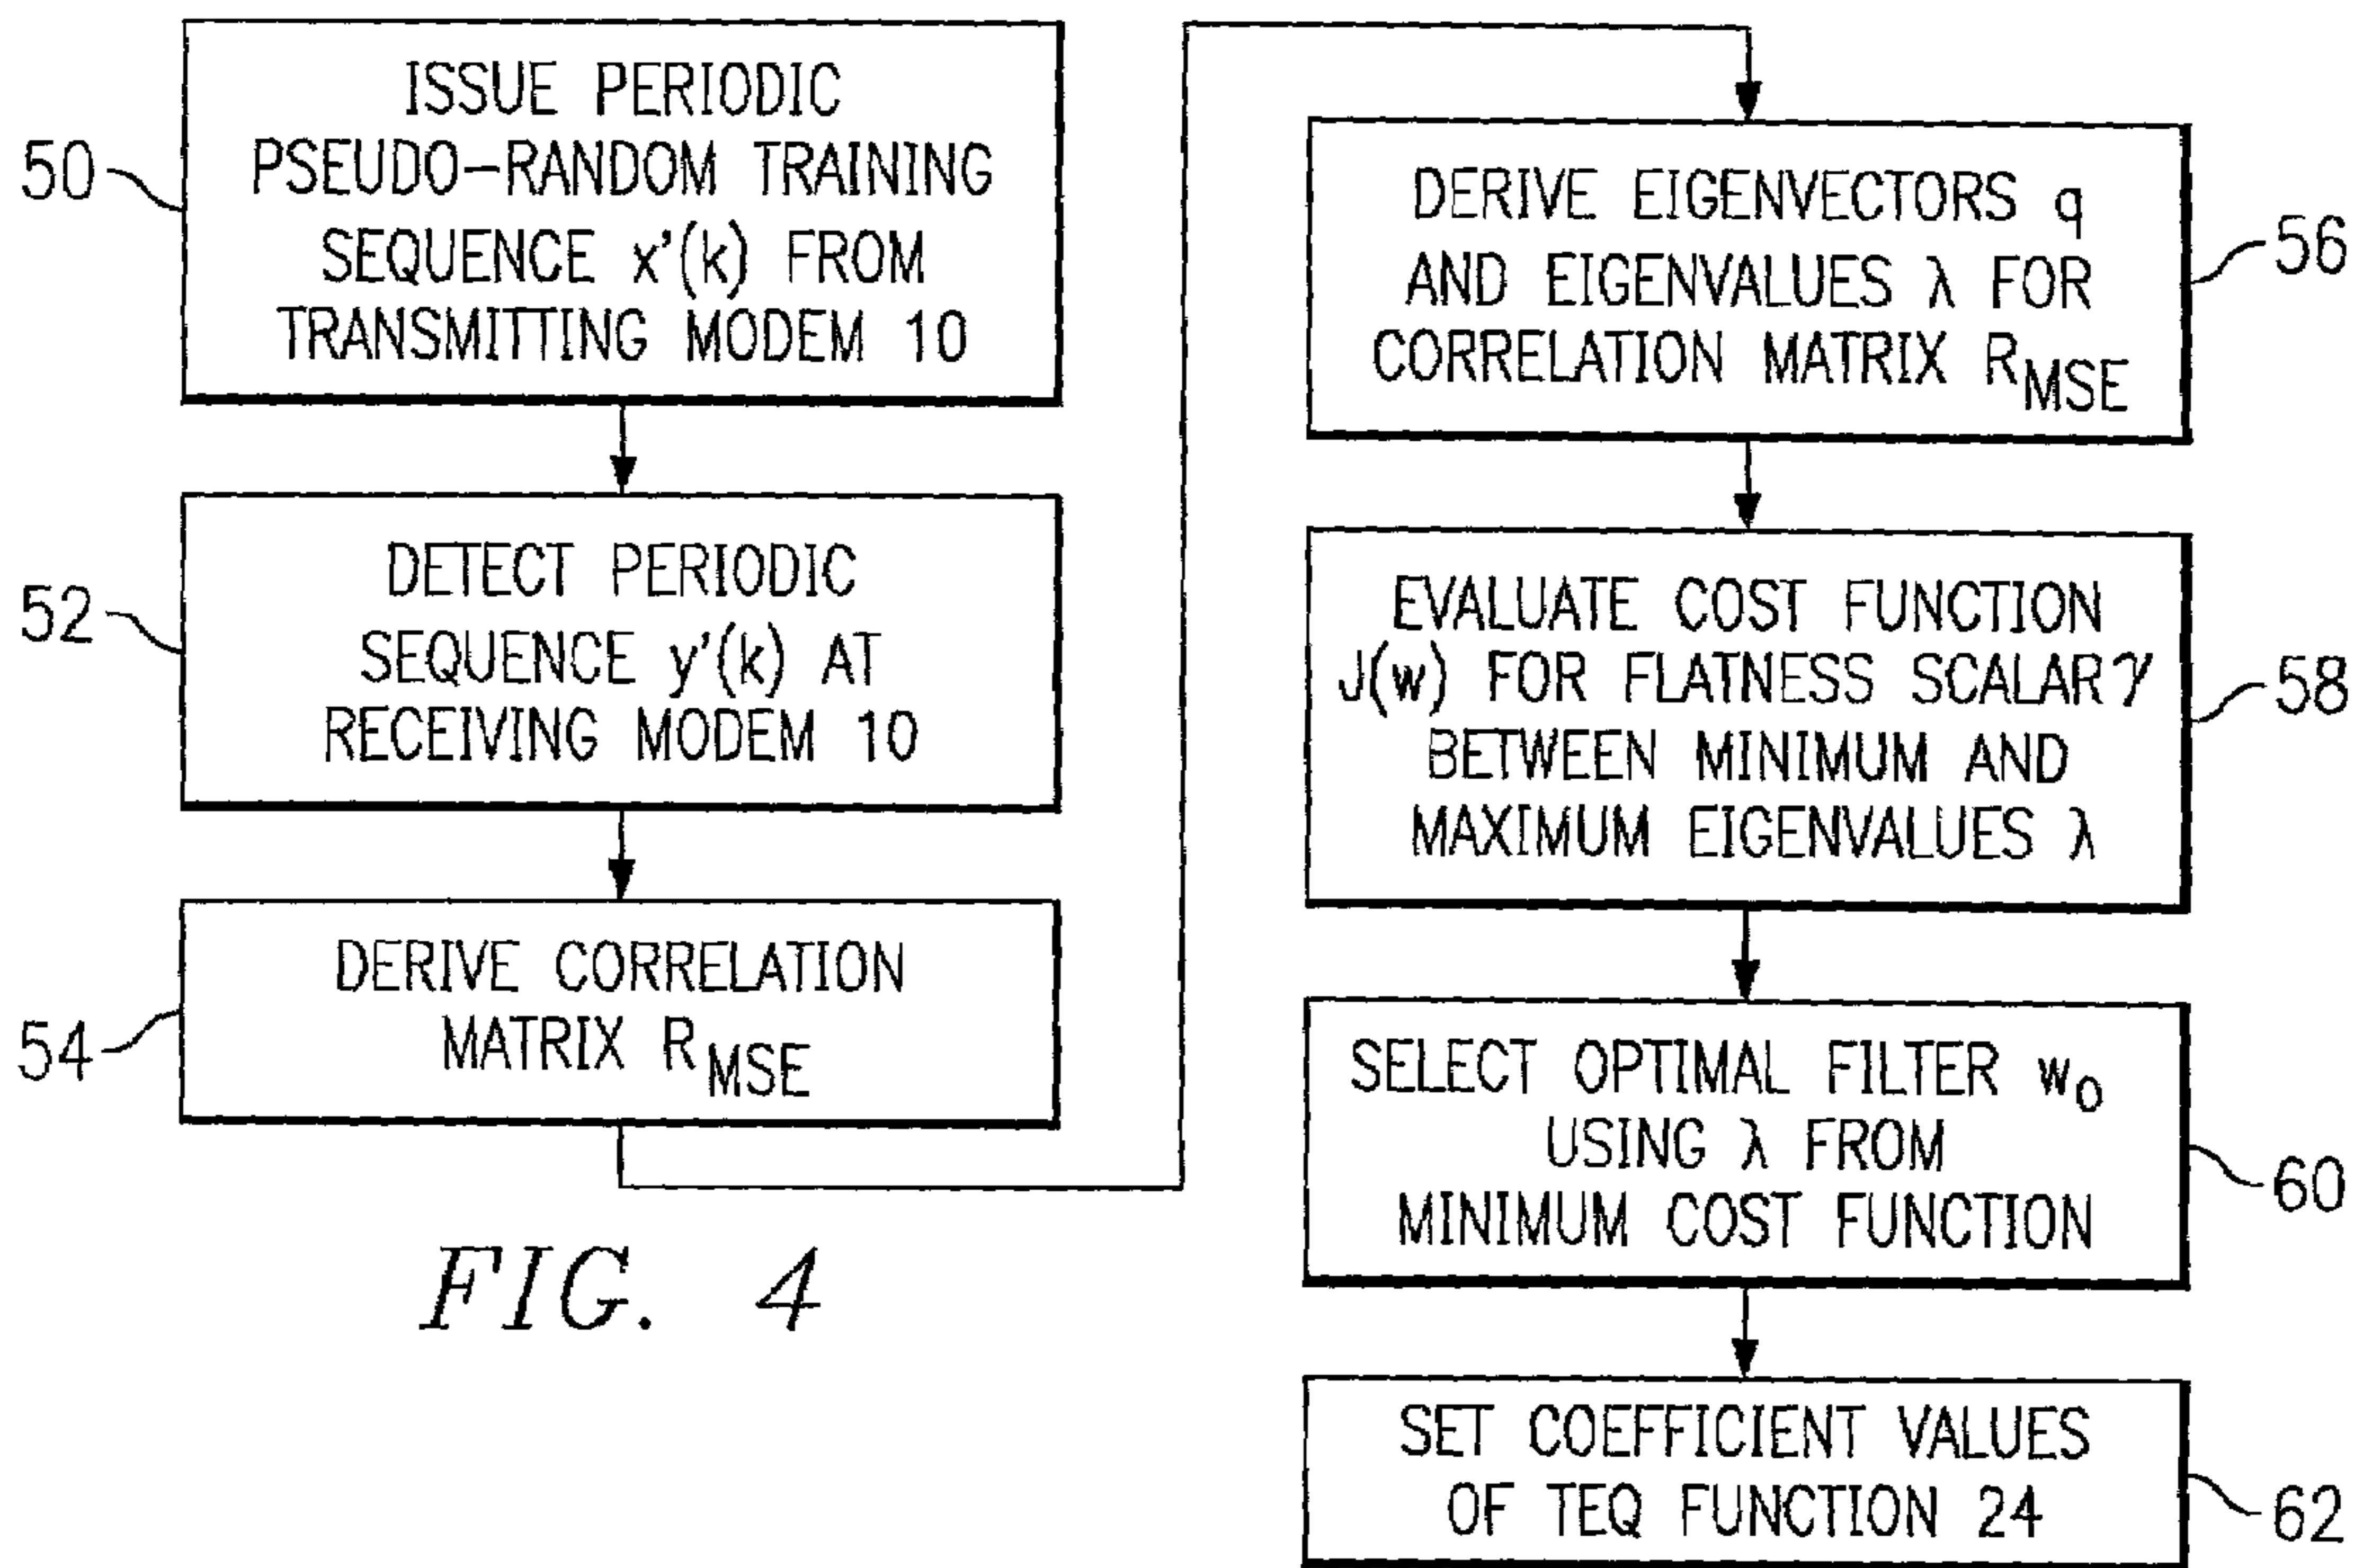 50
ISSUE PERIODIC
PSEUDO-RANDOM TRAINING
SEQUENCE x'(k) FROM
TRANSMITTING MODEM 10
52
DETECT PERIODIC
SEQUENCE y'(k) AT
RECEIVING MODEM 10
54
DERIVE CORRELATION
MATRIX R MSE
FIG. 4
DERIVE EIGENVECTORS q
AND EIGENVALUES λ FOR
CORRELATION MATRIX RMSE
56
EVALUATE COST FUNCTION
J(w) FOR FLATNESS SCALAR γ
BETWEEN MINIMUM AND
MAXIMUM EIGENVALUES λ
58
SELECT OPTIMAL FILTER w0
USING λ FROM
MINIMUM COST FUNCTION
60
SET COEFFICIENT VALUES
OF TEQ FUNCTION 24
62